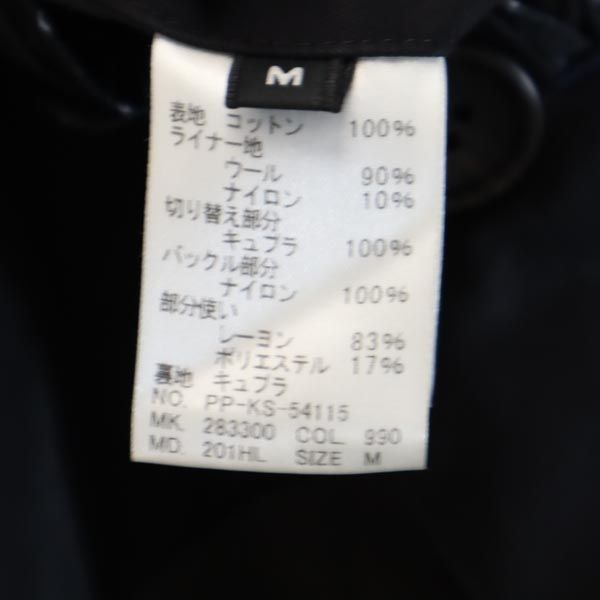 M
表地 コットン 100%
ライナー地
ウール 90%
ナイロン 10%
切り替え部分
キュプラ 100%
バックル部分
ナイロン 100%
部分使い
レーヨン 83%
ポリエステル 17%
裏地 キュプラ
NO. PP-KS-54115
MK. 283300 COL. 990
MD. 201HL SIZE M